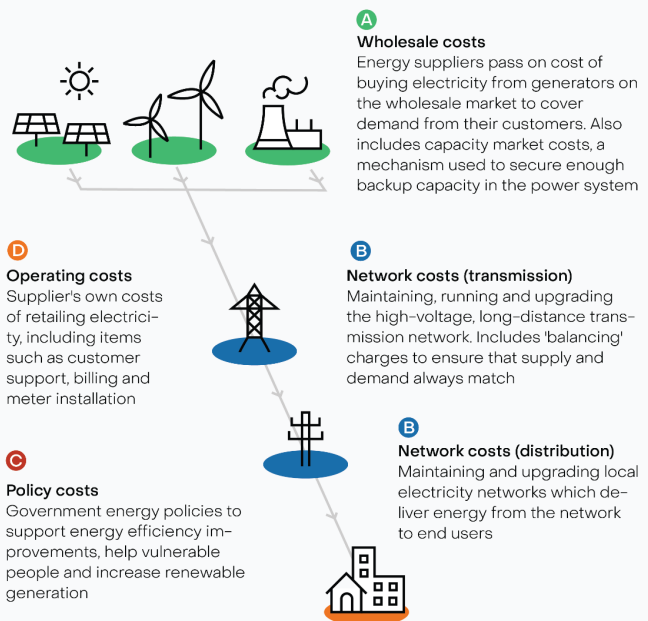 A
Wholesale costs
Energy suppliers pass on cost of
buying electricity from generators on
the wholesale market to cover
demand from their customers. Also
includes capacity market costs, a
mechanism used to secure enough
backup capacity in the power system
D
Operating costs
Supplier's own costs
of retailing electrici-
ty, including items
such as customer
support, billing and
meter installation
B
Network costs (transmission)
Maintaining, running and upgrading
the high-voltage, long-distance trans-
mission network. Includes 'balancing'
charges to ensure that supply and
demand always match
B
Network costs (distribution)
Maintaining and upgrading local
electricity networks which de-
liver energy from the network
to end users
C
Policy costs
Government energy policies to
support energy efficiency im-
provements, help vulnerable
people and increase renewable
generation